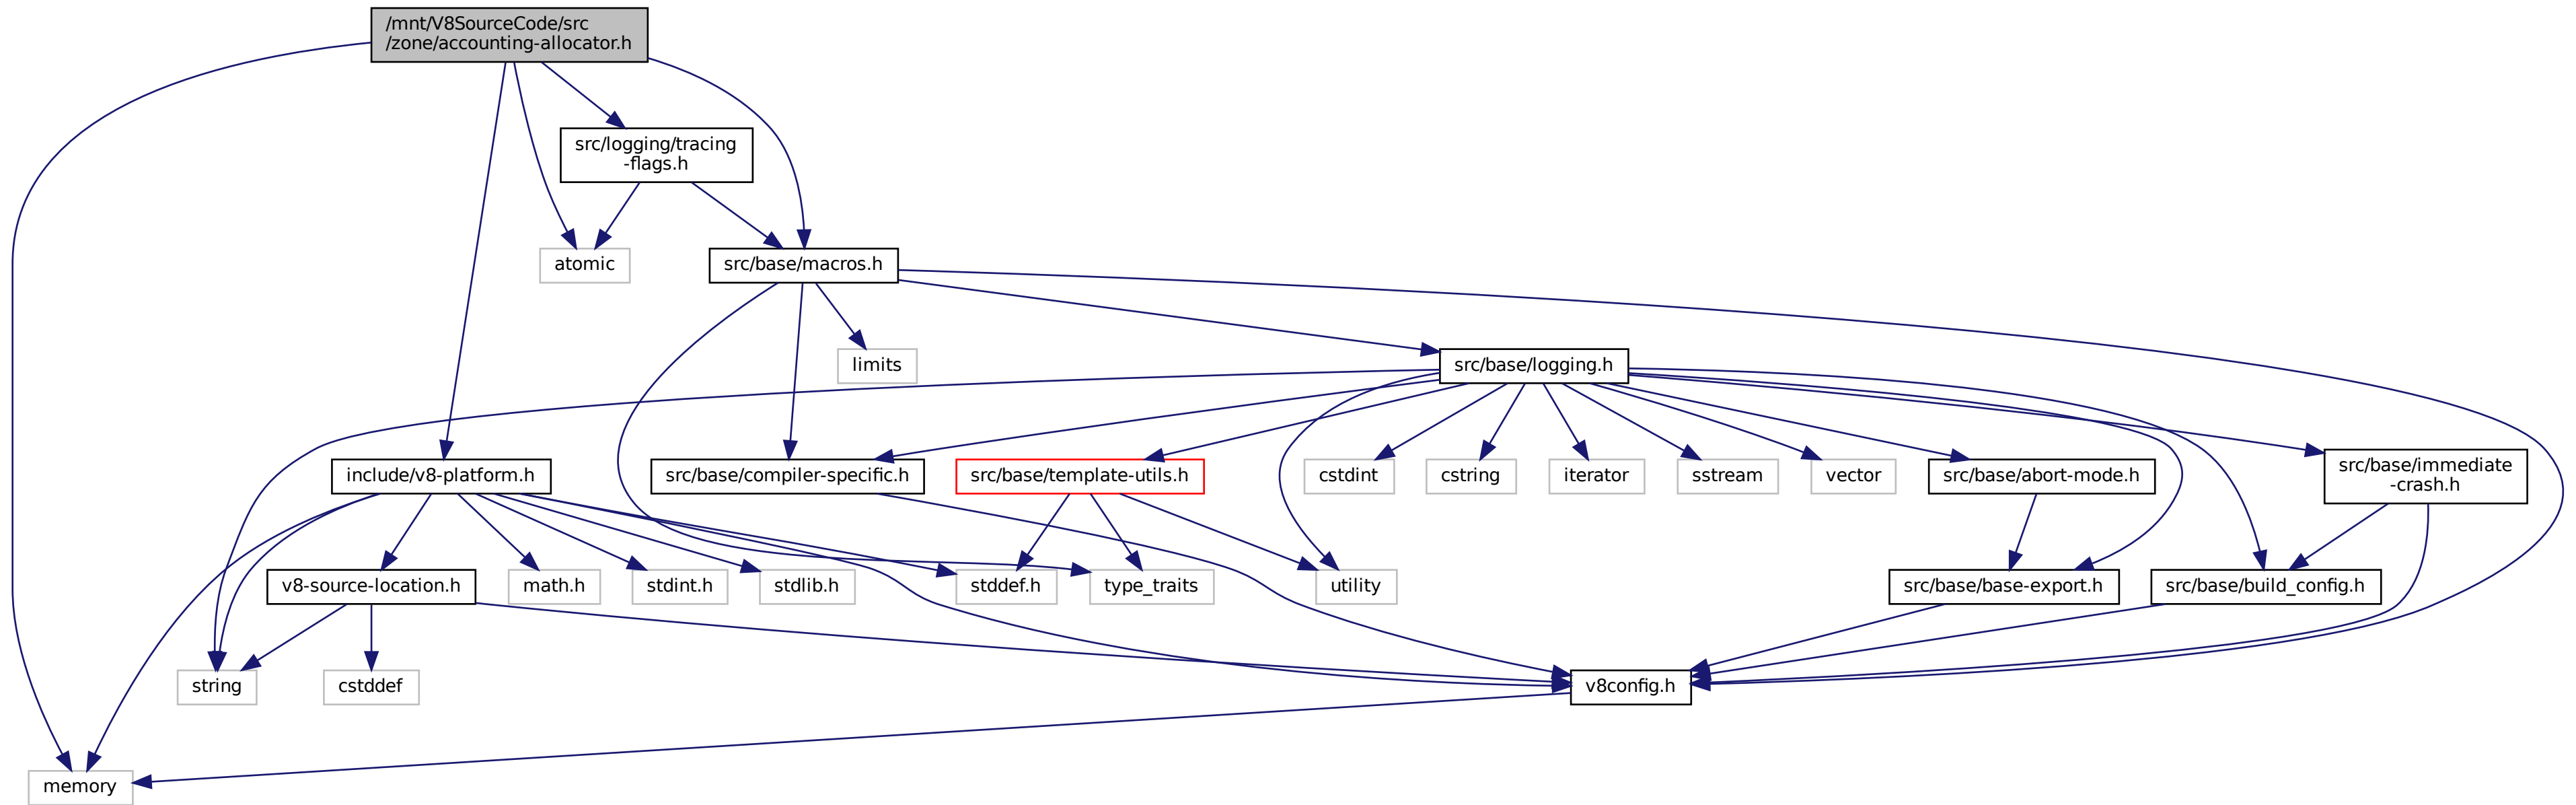 /mnt/V8SourceCode/src
/zone/accounting-allocator.h
src/logging/tracing
-flags.h
atomic
src/base/macros.h
limits
src/base/logging.h
include/v8-platform.h
src/base/compiler-specific.h
src/base/template-utils.h
cstdint
cstring
iterator
sstream
vector
src/base/abort-mode.h
src/base/immediate
-crash.h
v8-source-location.h
math.h
stdint.h
stdlib.h
stddef.h
type_traits
utility
src/base/base-export.h
src/base/build_config.h
string
cstddef
v8config.h
memory